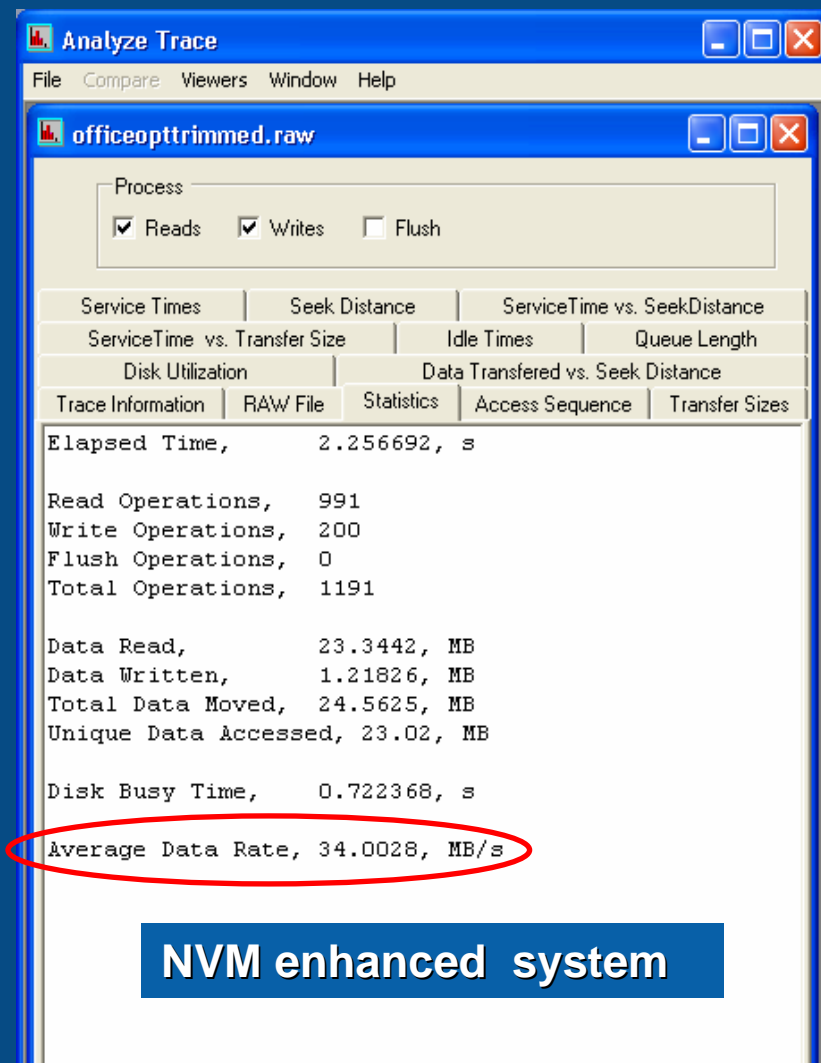 Analyze Trace
File Compare Viewers Window Help
officeopttrimmed.raw
Process
Reads Writes Flush
Service Times Seek Distance ServiceTime vs. SeekDistance
ServiceTime vs. Transfer Size Idle Times Queue Length
Disk Utilization Data Transfered vs. Seek Distance
Trace Information RAW File Statistics Access Sequence Transfer Sizes
Elapsed Time, 2.256692, s
Read Operations, 991
Write Operations, 200
Flush Operations, 0
Total Operations, 1191
Data Read, 23.3442, MB
Data Written, 1.21826, MB
Total Data Moved, 24.5625, MB
Unique Data Accessed, 23.02, MB
Disk Busy Time, 0.722368, s
Average Data Rate, 34.0028, MB/s
NVM enhanced system